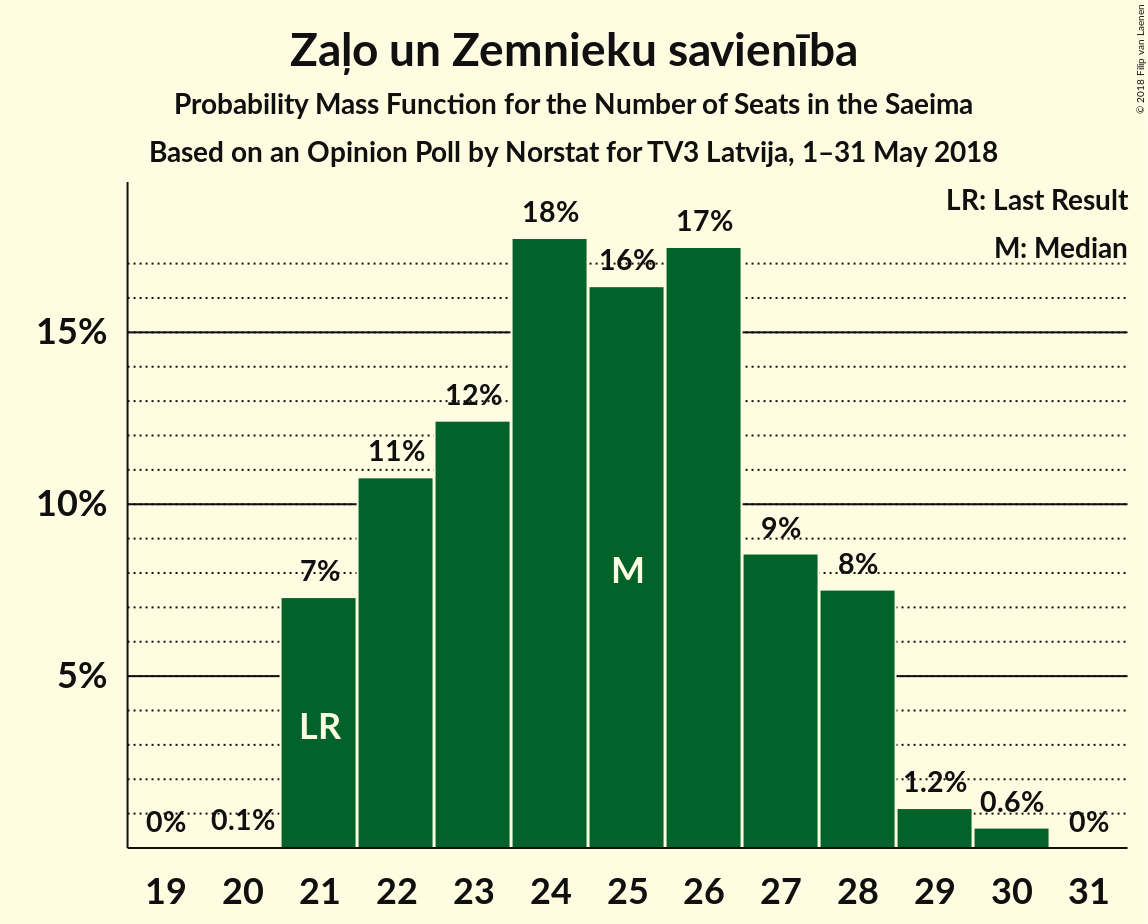 Zaļo un Zemnieku savienība
Probability Mass Function for the Number of Seats in the Saeima
Based on an Opinion Poll by Norstat for TV3 Latvija, 1–31 May 2018
© 2018 Filip van Laenen
LR: Last Result
M: Median
18%
17%
16%
15%
12%
11%
10%
9%
8%
7%
5%
M
LR
1.2%
0.6%
0%
0.1%
0%
19 20 21 22 23 24 25 26 27 28 29 30 31